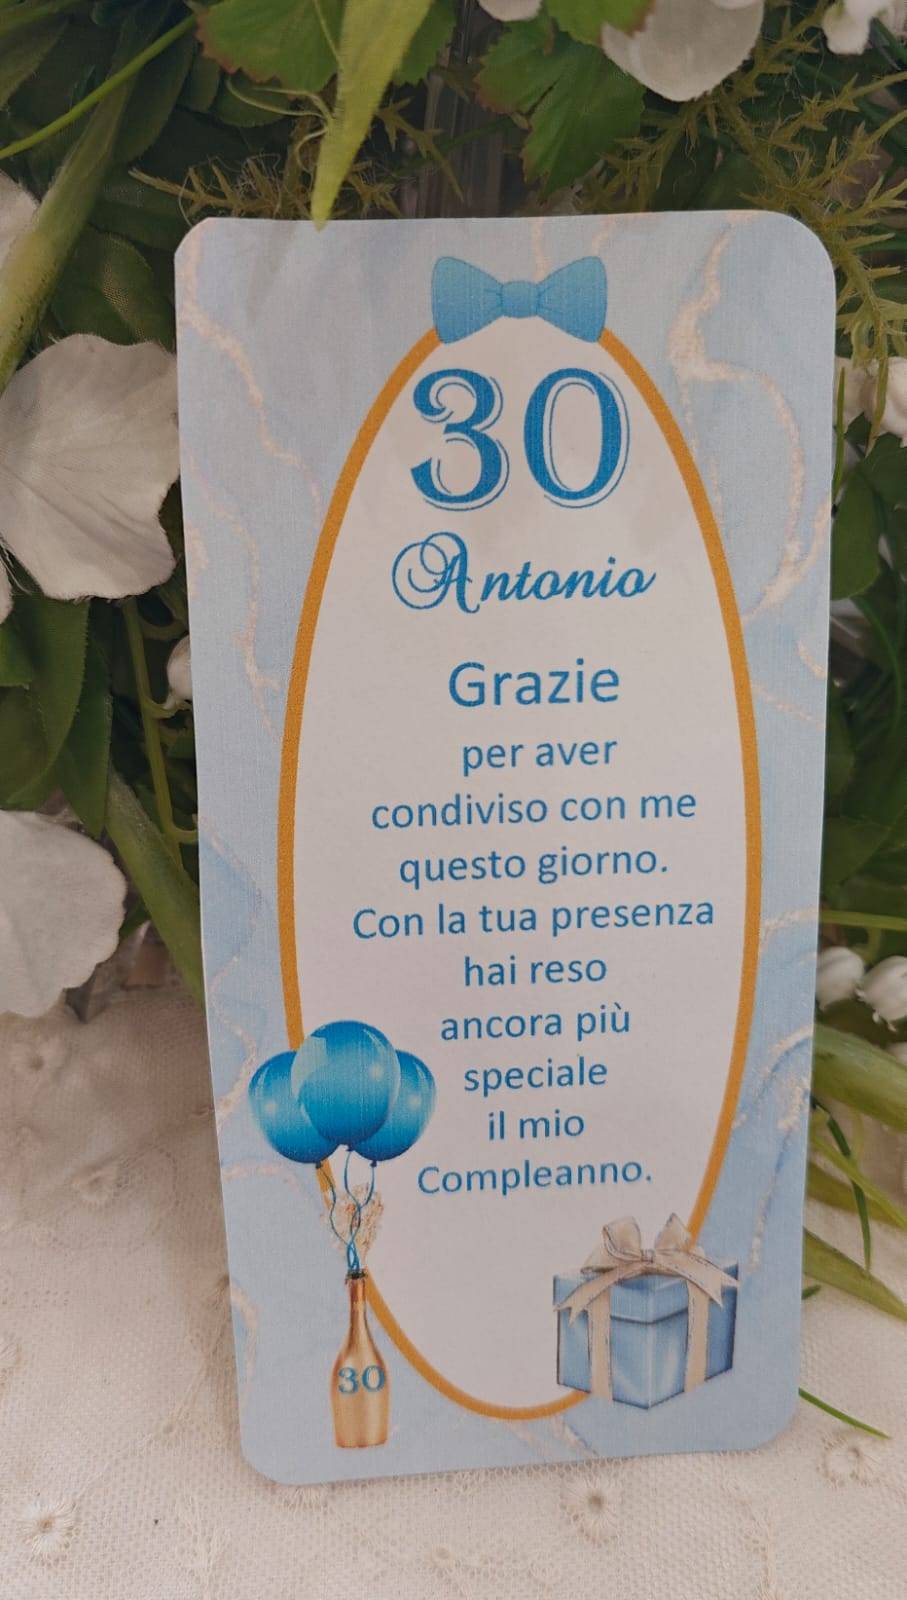 30
Antonio
Grazie
per aver
condiviso con me
questo giorno.
Con la tua presenza
hai reso
ancora più
speciale
il mio
Compleanno.
30